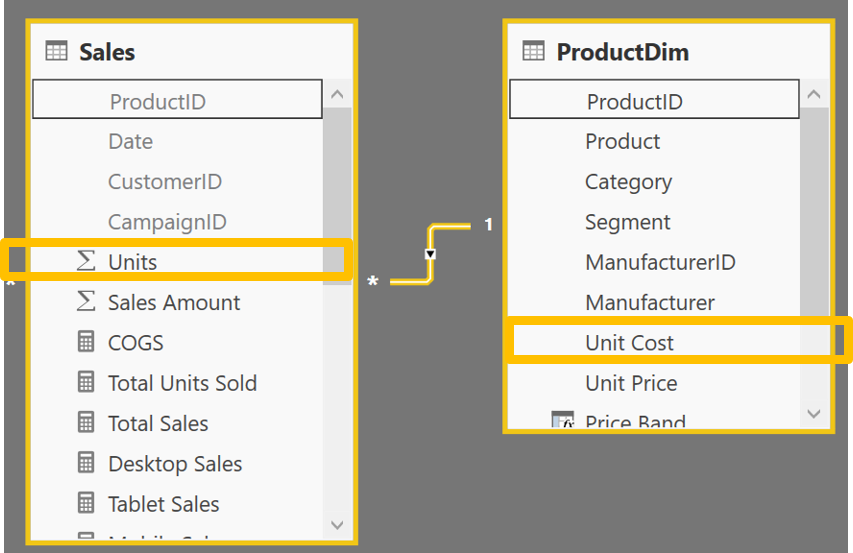 Sales
ProductID
Date
CustomerID
CampaignID
Units
Sales Amount
COGS
Total Units Sold
Total Sales
Desktop Sales
Tablet Sales
*
*
1
ProductDim
ProductID
Product
Category
Segment
ManufacturerID
Manufacturer
Unit Cost
Unit Price
Price Band